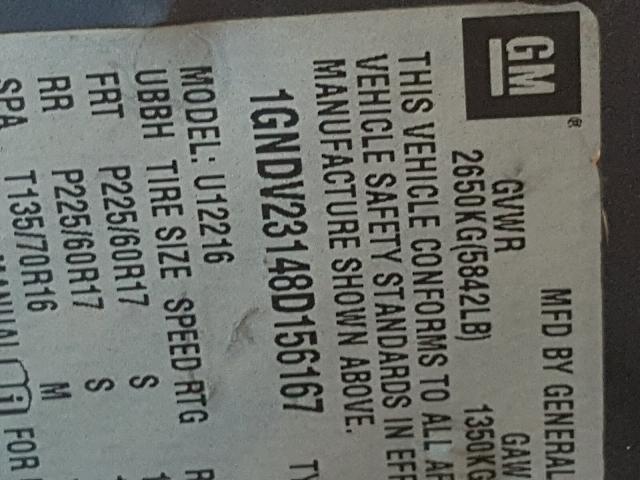 GM ®
MFD BY GENERAL
GVWR GAW
2650KG(5842LB) 1350KG
THIS VEHICLE CONFORMS TO ALL AP
VEHICLE SAFETY STANDARDS IN EFF
MANUFACTURE SHOWN ABOVE.
1GNDV23148D156167 TY
MODEL: U12216
UBBH TIRE SIZE SPEED RTG R
FRT P225/60R17 S
RR P225/60R17 S
SPA T135/70R16 M
MANUAL FOR